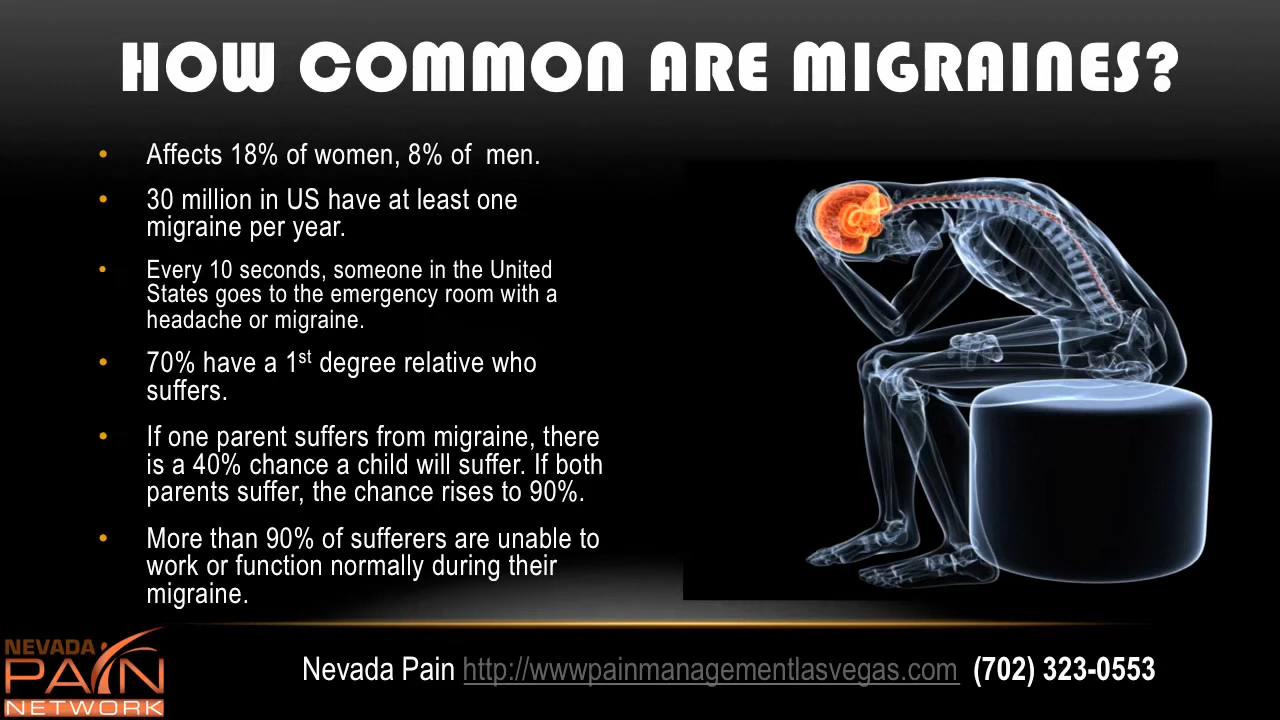 HOW COMMON ARE MIGRAINES?
• Affects 18% of women, 8% of  men.
• 30 million in US have at least one
migraine per year.
• Every 10 seconds, someone in the United
States goes to the emergency room with a
headache or migraine.
• 70% have a 1st degree relative who
suffers.
• If one parent suffers from migraine, there
is a 40% chance a child will suffer. If both
parents suffer, the chance rises to 90%.
• More than 90% of sufferers are unable to
work or function normally during their
migraine.
NEVADA
PAIN
NETWORK
Nevada Pain http://wwwpainmanagementlasvegas.com  (702) 323-0553